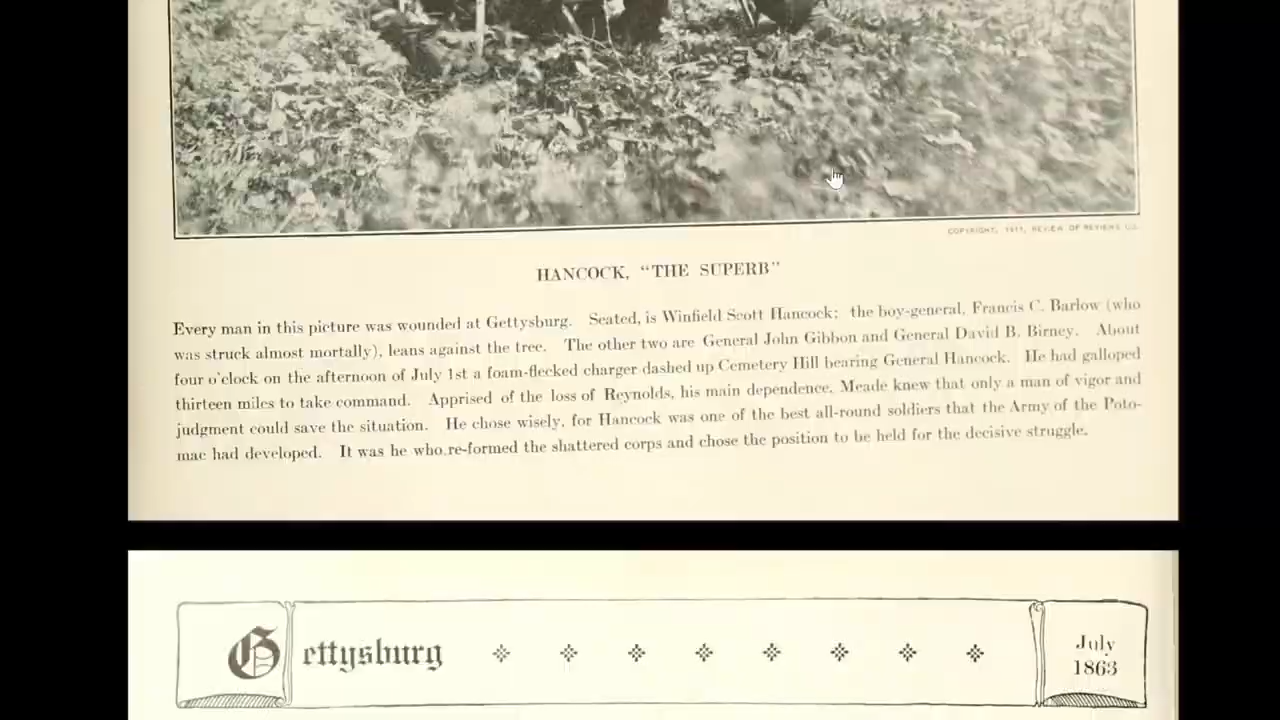 COPYRIGHT, 1911, REVIEW OF REVIEWS CO.
HANCOCK, "THE SUPERB"
Every man in this picture was wounded at Gettysburg. Seated, is Winfield Scott Hancock; the boy-general, Francis C. Barlow (who
was struck almost mortally), leans against the tree. The other two are General John Gibbon and General David B. Birney. About
four o'clock on the afternoon of July 1st a foam-flecked charger dashed up Cemetery Hill bearing General Hancock. He had galloped
thirteen miles to take command. Apprised of the loss of Reynolds, his main dependence, Meade knew that only a man of vigor and
judgment could save the situation. He chose wisely, for Hancock was one of the best all-round soldiers that the Army of the Poto-
mac had developed. It was he who re-formed the shattered corps and chose the position to be held for the decisive struggle.
Gettysburg
July
1863